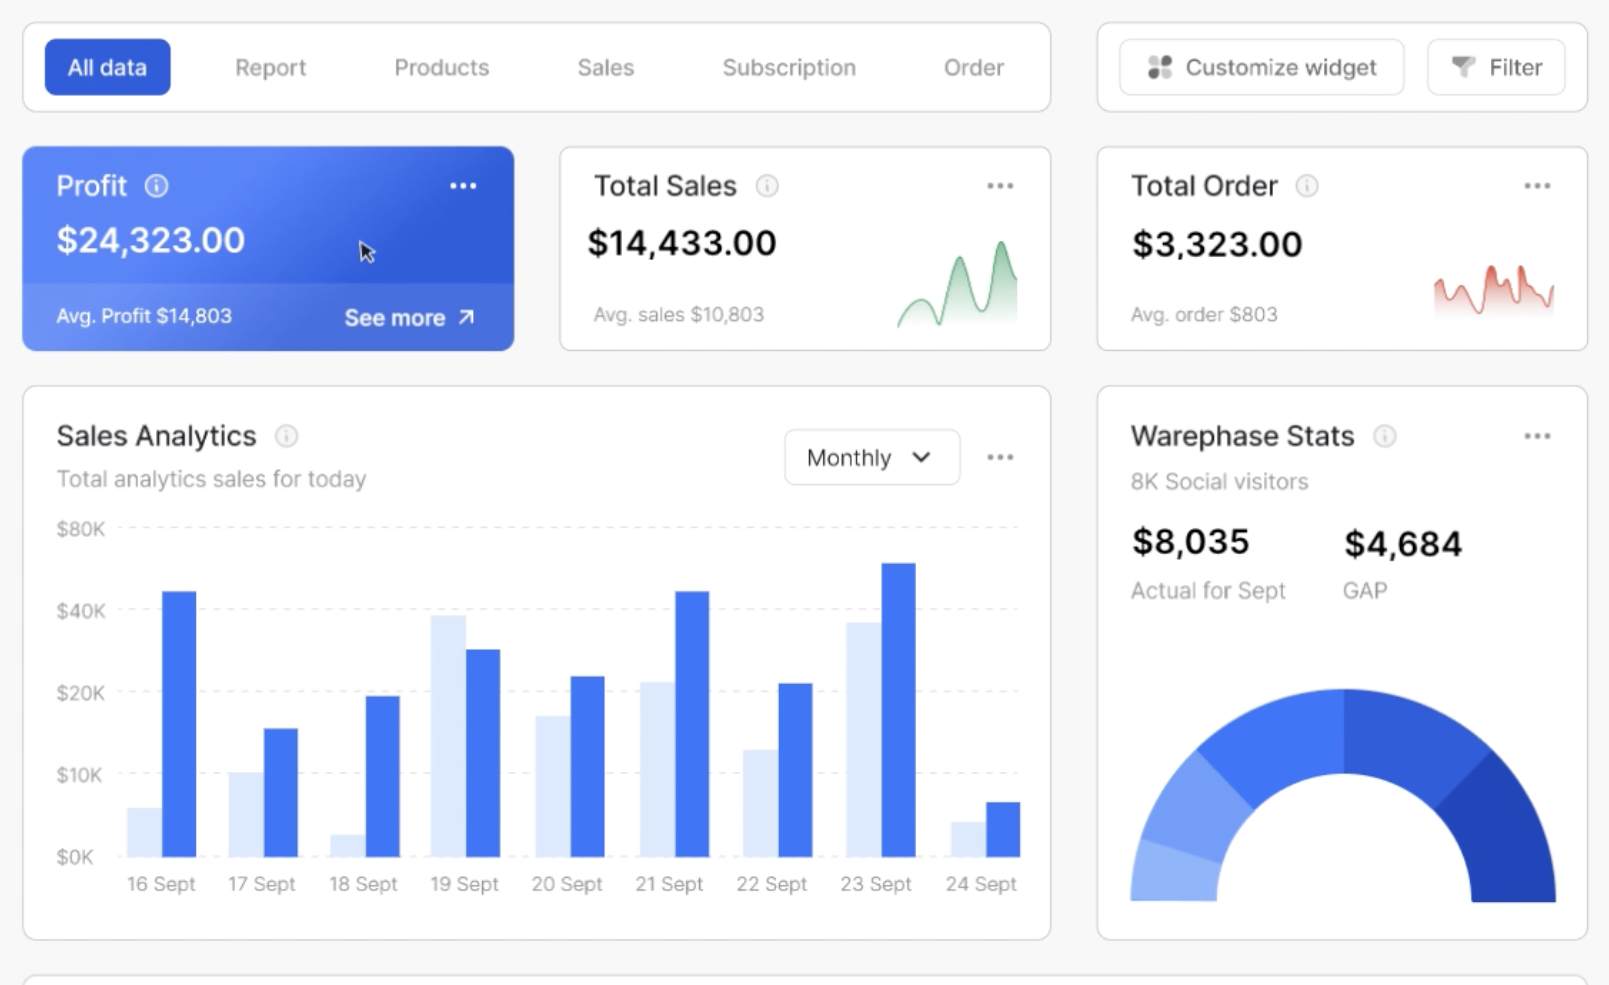 All data
Report
Products
Sales
Subscription
Order
Customize widget
Filter
Profit
$24,323.00
Avg. Profit $14,803
See more
Total Sales
$14,433.00
Avg. sales $10,803
Total Order
$3,323.00
Avg. order $803
Sales Analytics
Total analytics sales for today
Monthly
$80K
$40K
$20K
$10K
$0K
16 Sept
17 Sept
18 Sept
19 Sept
20 Sept
21 Sept
22 Sept
23 Sept
24 Sept
Warephase Stats
8K Social visitors
$8,035
Actual for Sept
$4,684
GAP